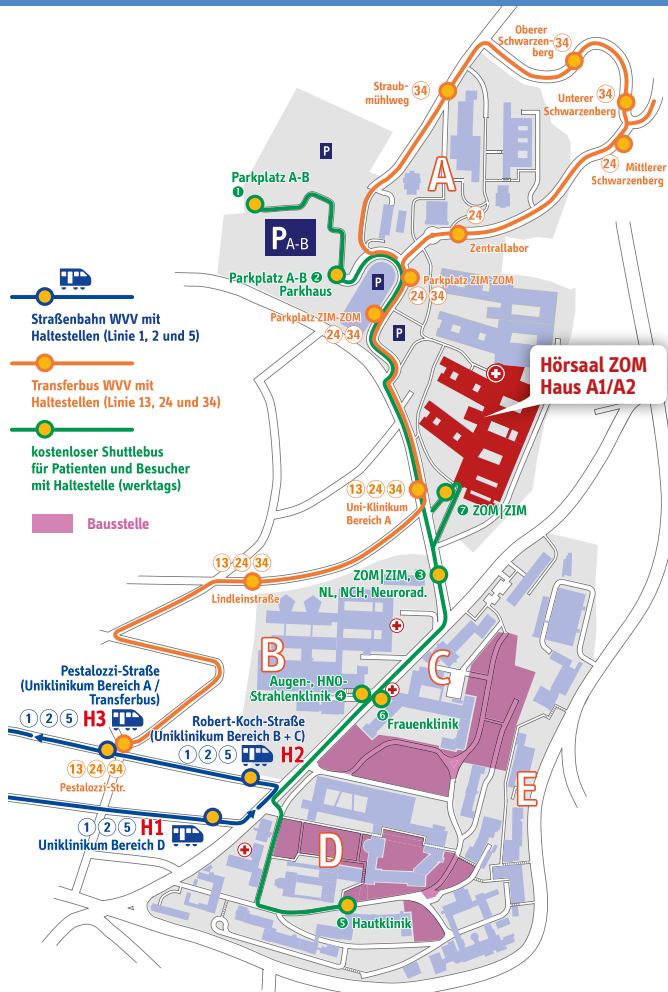 Oberer
Schwarzen-
berg
34
Straub-
mühlweg
34
Unterer
Schwarzenberg
34
24
Mittlerer
Schwarzenberg
P
A
Parkplatz A-B
1
24
Zentrallabor
P A-B
Parkplatz A-B 2
Parkhaus
P
Parkplatz ZIM-ZOM
24 34
Parkplatz ZIM-ZOM
24 34
P
Straßenbahn WVV mit
Haltestellen (Linie 1, 2 und 5)
Transferbus WVV mit
Haltestellen (Linie 13, 24 und 34)
kostenloser Shuttlebus
für Patienten und Besucher
mit Haltestelle (werktags)
Bausstelle
Hörsaal ZOM
Haus A1/A2
13 24 34
Uni-Klinikum
Bereich A
7 ZOM|ZIM
13 24 34
Lindleinstraße
ZOM|ZIM, 3
NL, NCH, Neurorad.
B
C
Augen-, HNO-
Strahlenklinik 4
6
Frauenklinik
Pestalozzi-Straße
(Uniklinikum Bereich A /
Transferbus)
1 2 5 H3
Robert-Koch-Straße
(Uniklinikum Bereich B + C)
1 2 5 H2
13 24 34
Pestalozzi-Str.
E
1 2 5 H1
Uniklinikum Bereich D
D
5 Hautklinik